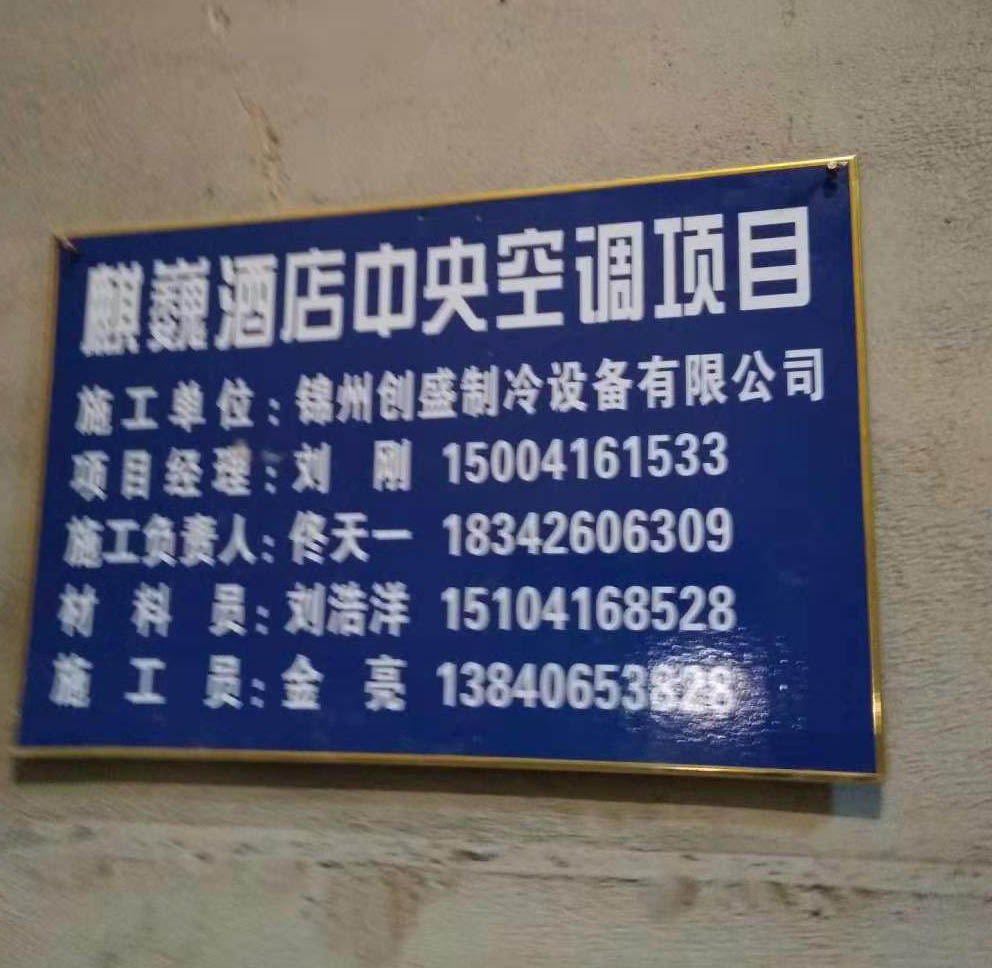 麒巍酒店中央空调项目
施工单位:锦州创盛制冷设备有限公司
项目经理:刘 刚 15004161533
施工负责人:佟天一 18342606309
材料员:刘浩洋 15104168528
施工员:金 亮 13840653828